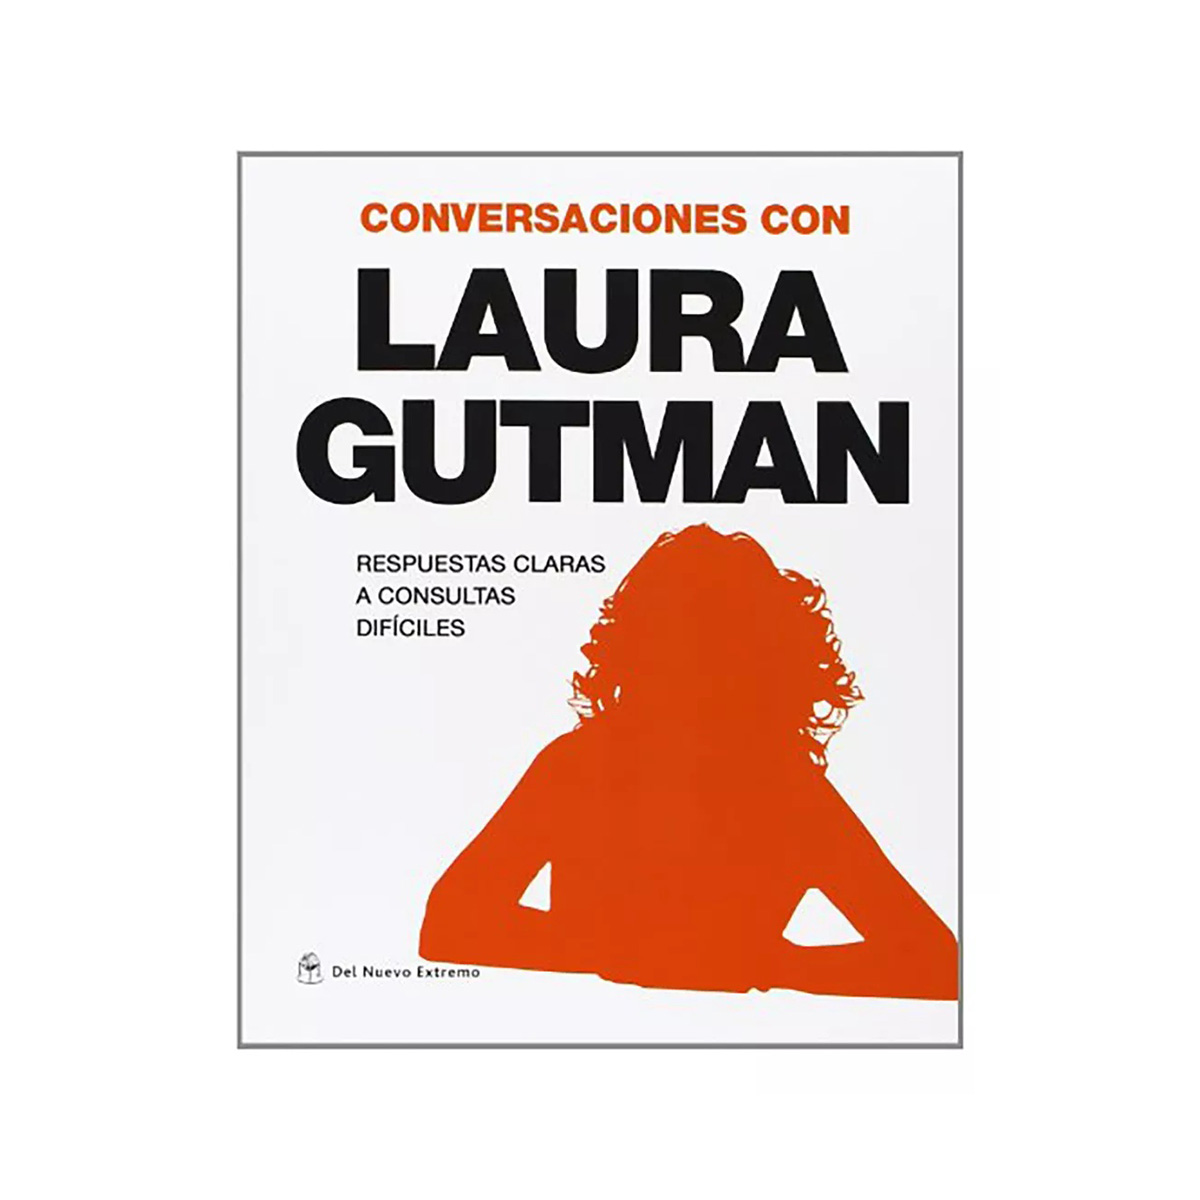 CONVERSACIONES CON
LAURA
GUTMAN
RESPUESTAS CLARAS
A CONSULTAS
DIFÍCILES
Del Nuevo Extremo